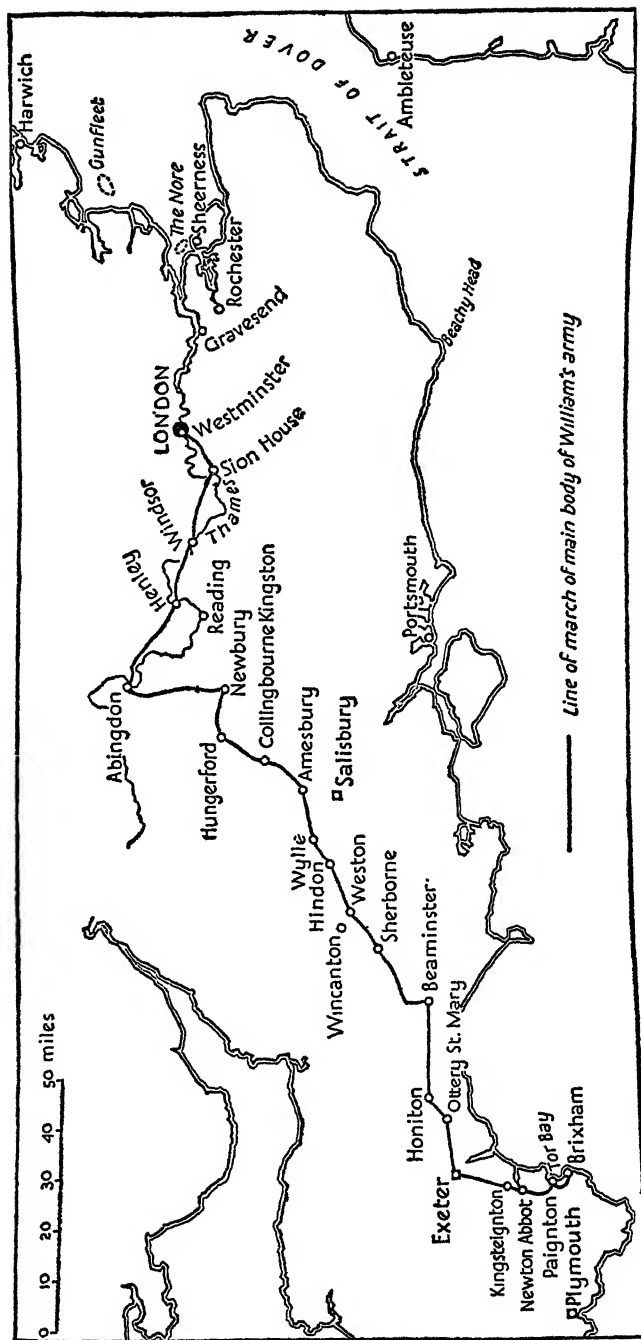 0 10 20 30 40 50 miles
Harwich
Gunfleet
The Nore
Sheerness
Rochester
Gravesend
LONDON
Westminster
Sion House
Thames
Windsor
Henley
Reading
Abingdon
Newbury
Hungerford
Collingbourne Kingston
Amesbury
Salisbury
Wylle
Hindon
Weston
Wincanton
Sherborne
Beaminster
Honiton
Ottery St. Mary
Exeter
Kingsteignton
Newton Abbot
Tor Bay
Paignton
Brixham
Plymouth
STRAIT OF DOVER
Ambleteuse
Beachy Head
Portsmouth
Line of march of main body of William's army